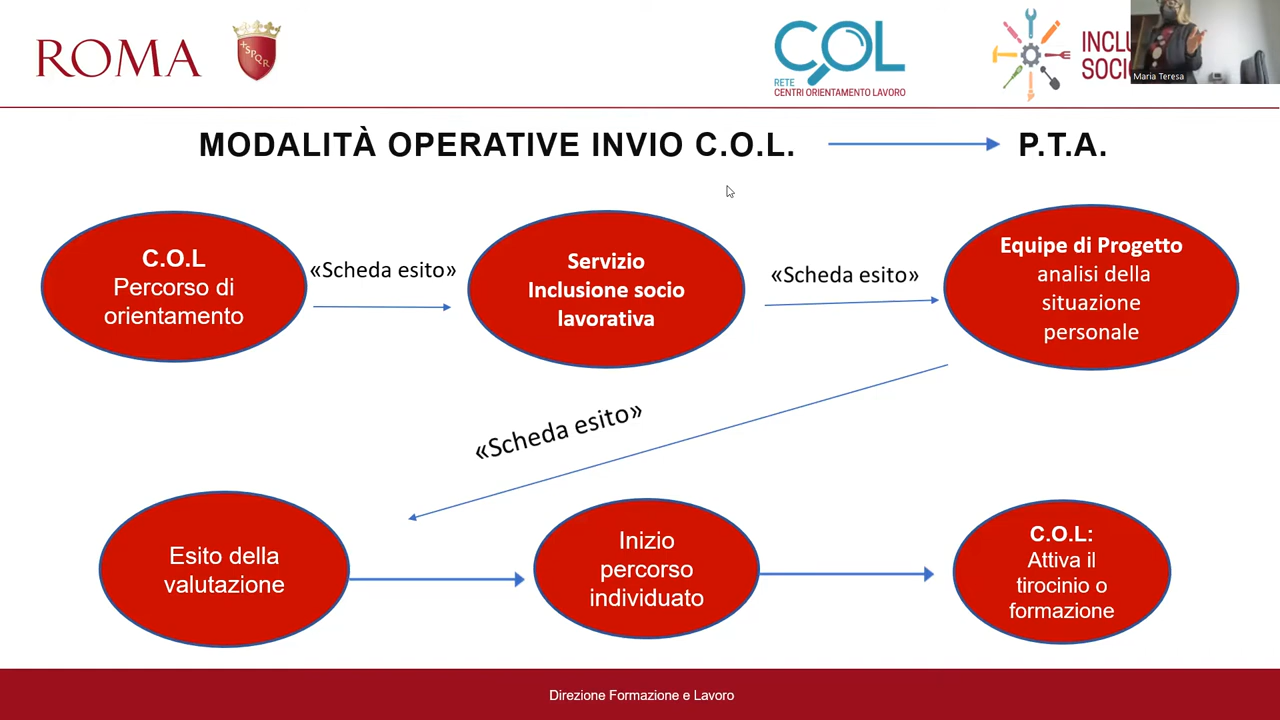 ROMA
SPQR
COL
RETE
CENTRI ORIENTAMENTO LAVORO
Maria Teresa
MODALITÀ OPERATIVE INVIO C.O.L. P.T.A.
C.O.L
Percorso di
orientamento
«Scheda esito»
Servizio
Inclusione socio
lavorativa
«Scheda esito»
Equipe di Progetto
analisi della
situazione
personale
«Scheda esito»
Esito della
valutazione
Inizio
percorso
individuato
C.O.L:
Attiva il
tirocinio o
formazione
Direzione Formazione e Lavoro